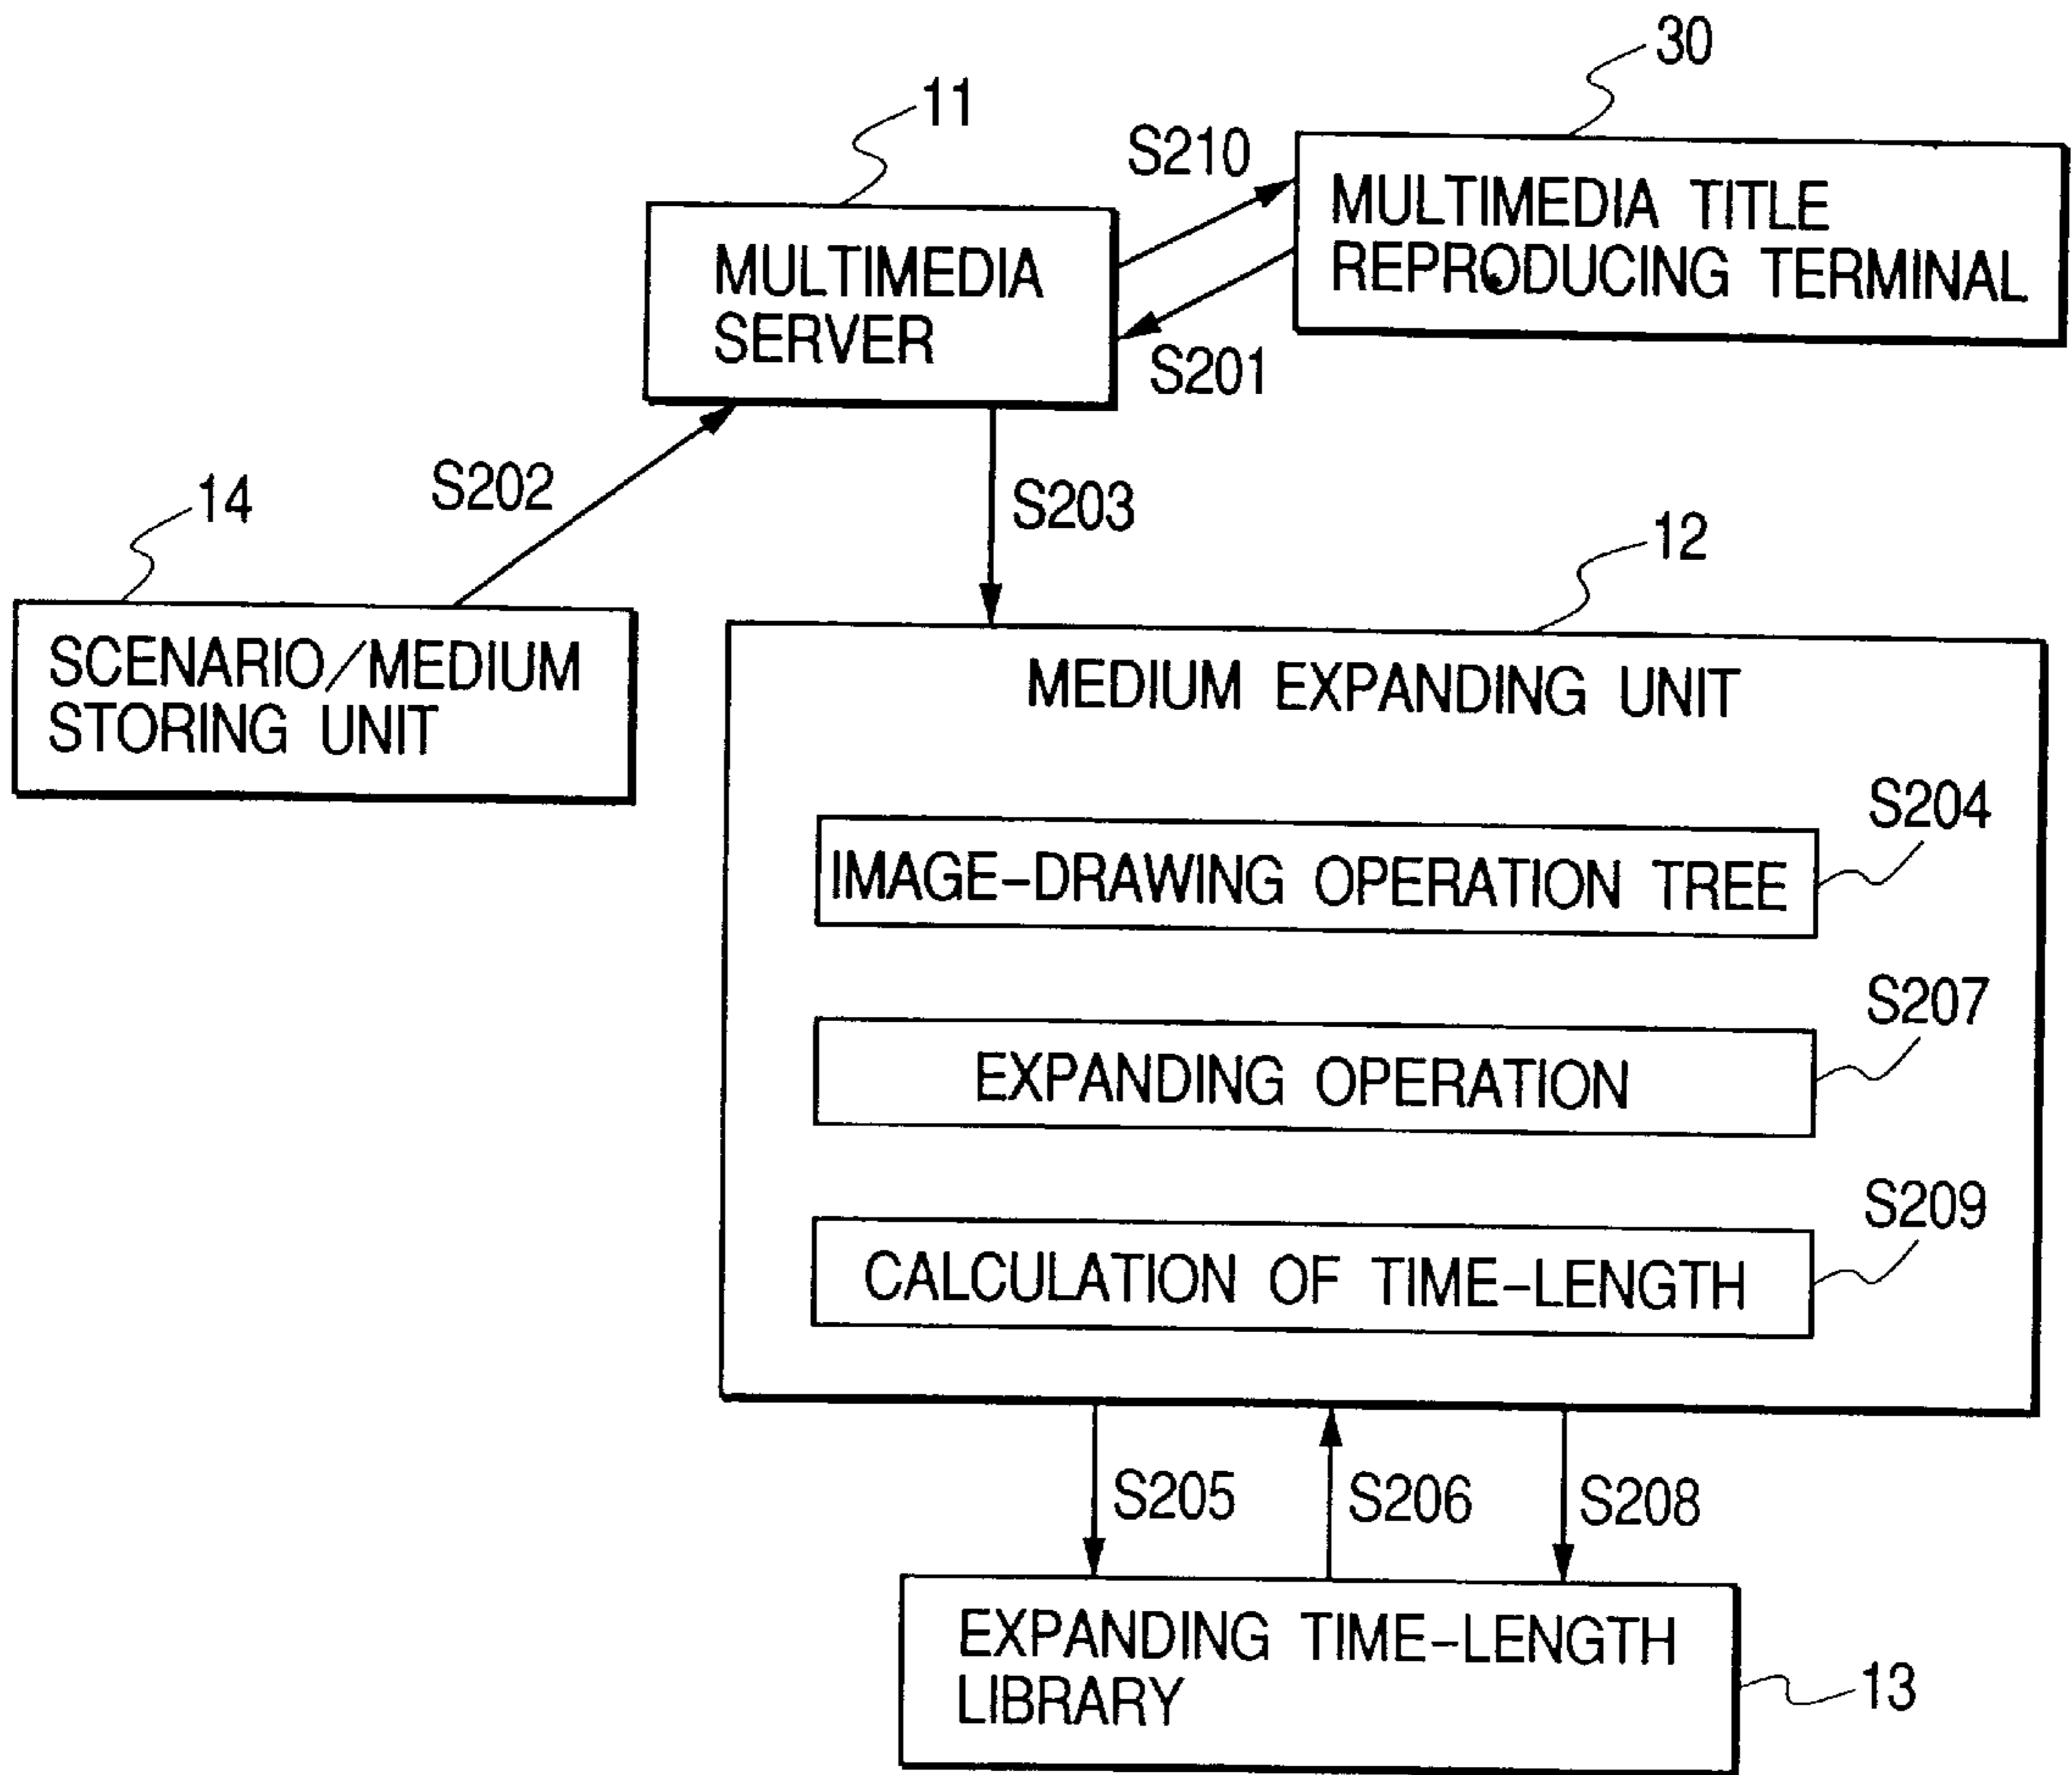 30
11
S210
MULTIMEDIA TITLE
REPRODUCING TERMINAL
MULTIMEDIA
SERVER
S201
S202
S203
14
12
SCENARIO/MEDIUM
STORING UNIT
MEDIUM EXPANDING UNIT
S204
IMAGE-DRAWING OPERATION TREE
S207
EXPANDING OPERATION
S209
CALCULATION OF TIME-LENGTH
S205
S206
S208
EXPANDING TIME-LENGTH
LIBRARY
13